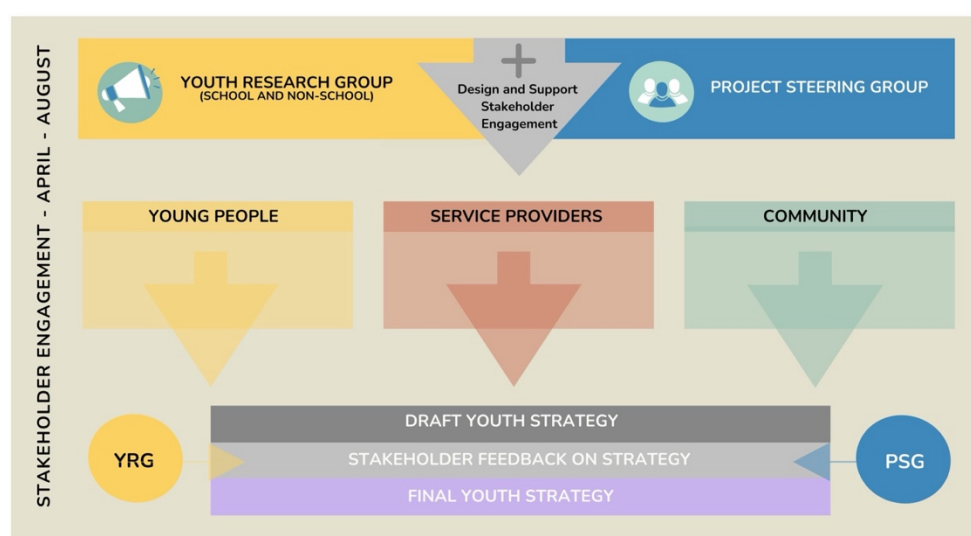 STAKEHOLDER ENGAGEMENT - APRIL - AUGUST
YOUTH RESEARCH GROUP
(SCHOOL AND NON-SCHOOL)
Design and Support
Stakeholder
Engagement
PROJECT STEERING GROUP
YOUNG PEOPLE
SERVICE PROVIDERS
COMMUNITY
DRAFT YOUTH STRATEGY
YRG
STAKEHOLDER FEEDBACK ON STRATEGY
PSG
FINAL YOUTH STRATEGY